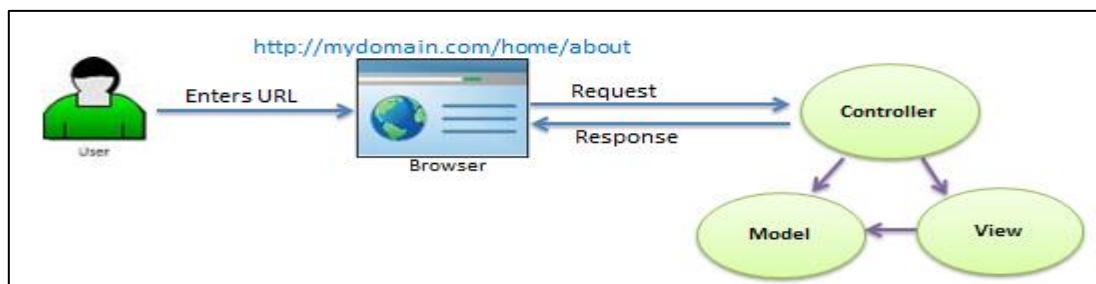 http://mydomain.com/home/about
Enters URL
Request
Response
Controller
User
Browser
Model
View